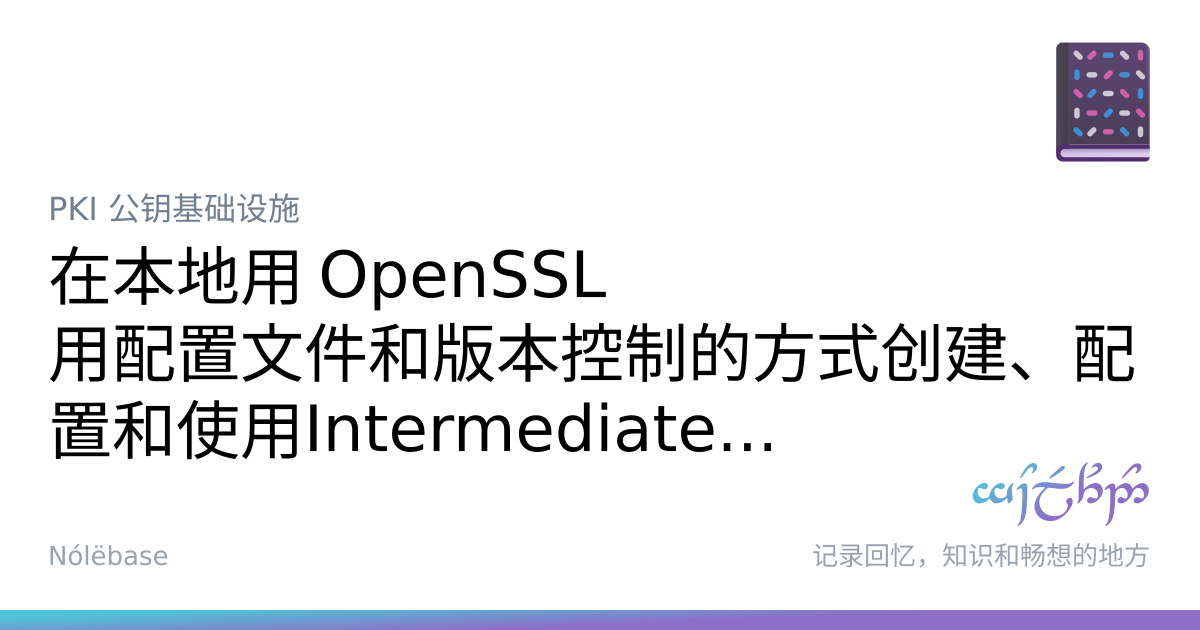 PKI 公钥基础设施
在本地用 OpenSSL
用配置文件和版本控制的方式创建、配
置和使用Intermediate...
Nólëbase
记录回忆，知识和畅想的地方